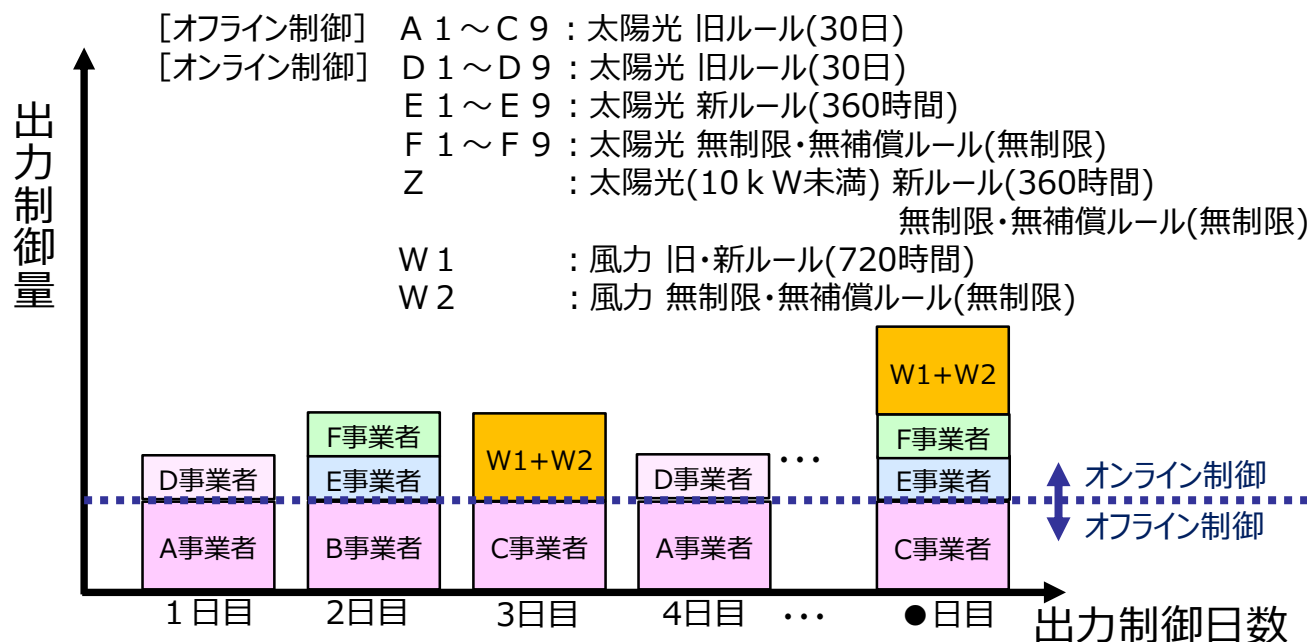 ［オフライン制御］ A１～C９：太陽光 旧ルール(30日)
［オンライン制御］ D１～D９：太陽光 旧ルール(30日)
E１～E９：太陽光 新ルール(360時間)
F１～F９：太陽光 無制限・無補償ルール(無制限)
Z ：太陽光(10ｋW未満) 新ルール(360時間)
無制限・無補償ルール(無制限)
W１ ：風力 旧・新ルール(720時間)
W２ ：風力 無制限・無補償ルール(無制限)
出力制御量
W1+W2
F事業者
W1+W2
F事業者
D事業者
E事業者
D事業者
・・・
E事業者
オンライン制御
オフライン制御
A事業者
B事業者
C事業者
A事業者
C事業者
１日目
2日目
3日目
4日目
・・・
●日目
出力制御日数